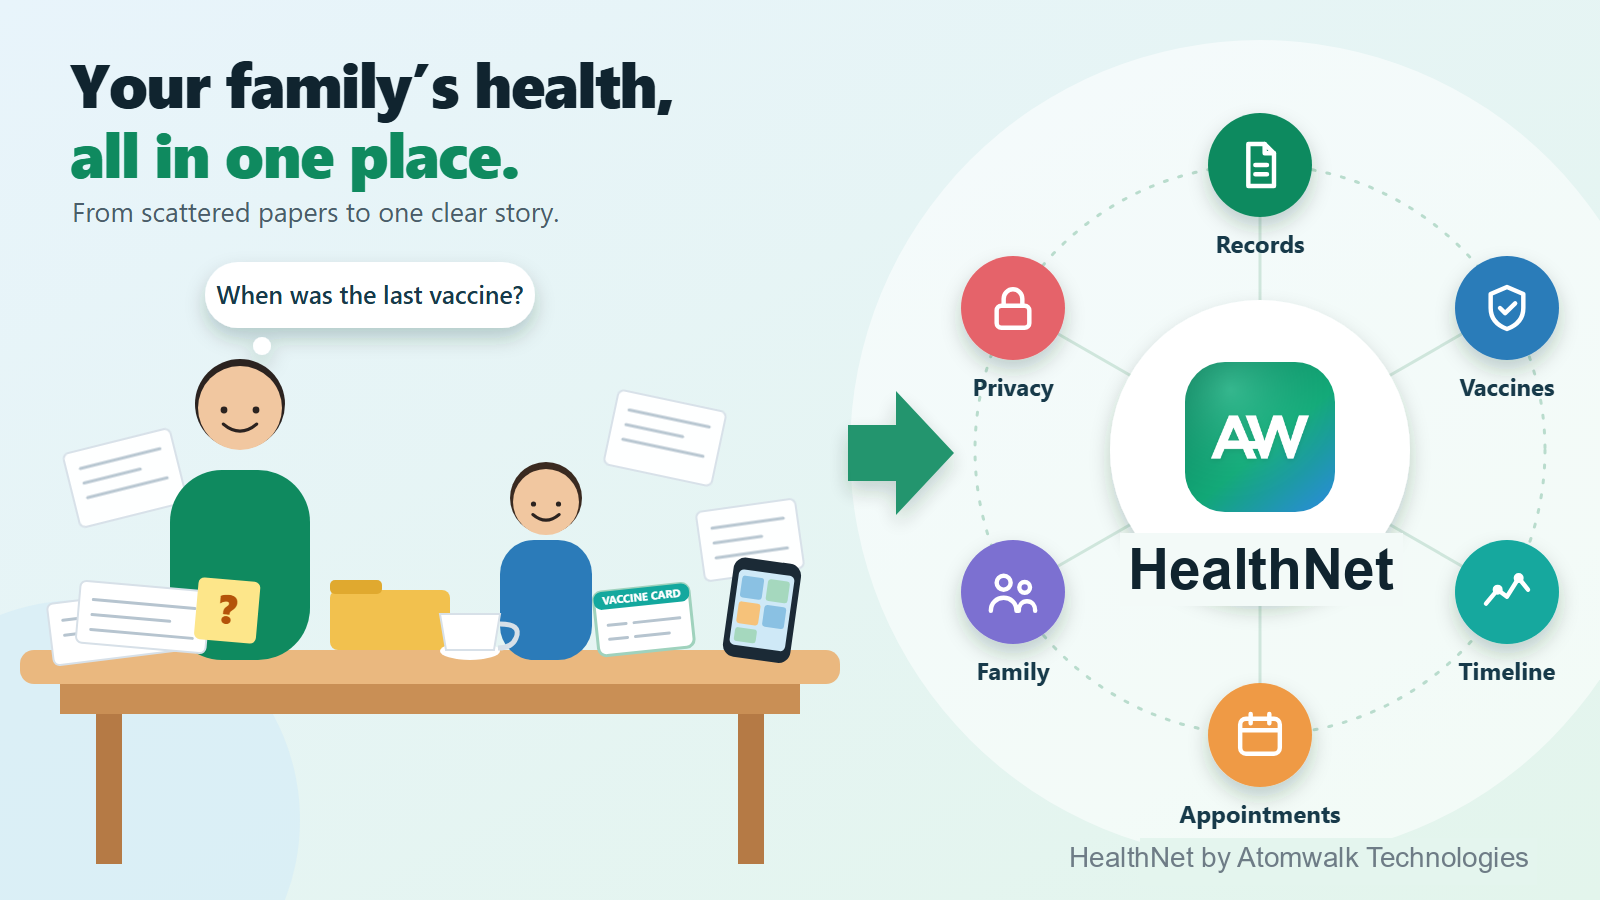 Your family's health,
all in one place.
From scattered papers to one clear story.
When was the last vaccine?
?
VACCINE CARD
Records
Privacy
Vaccines
AW
HealthNet
Family
Timeline
Appointments
HealthNet by Atomwalk Technologies